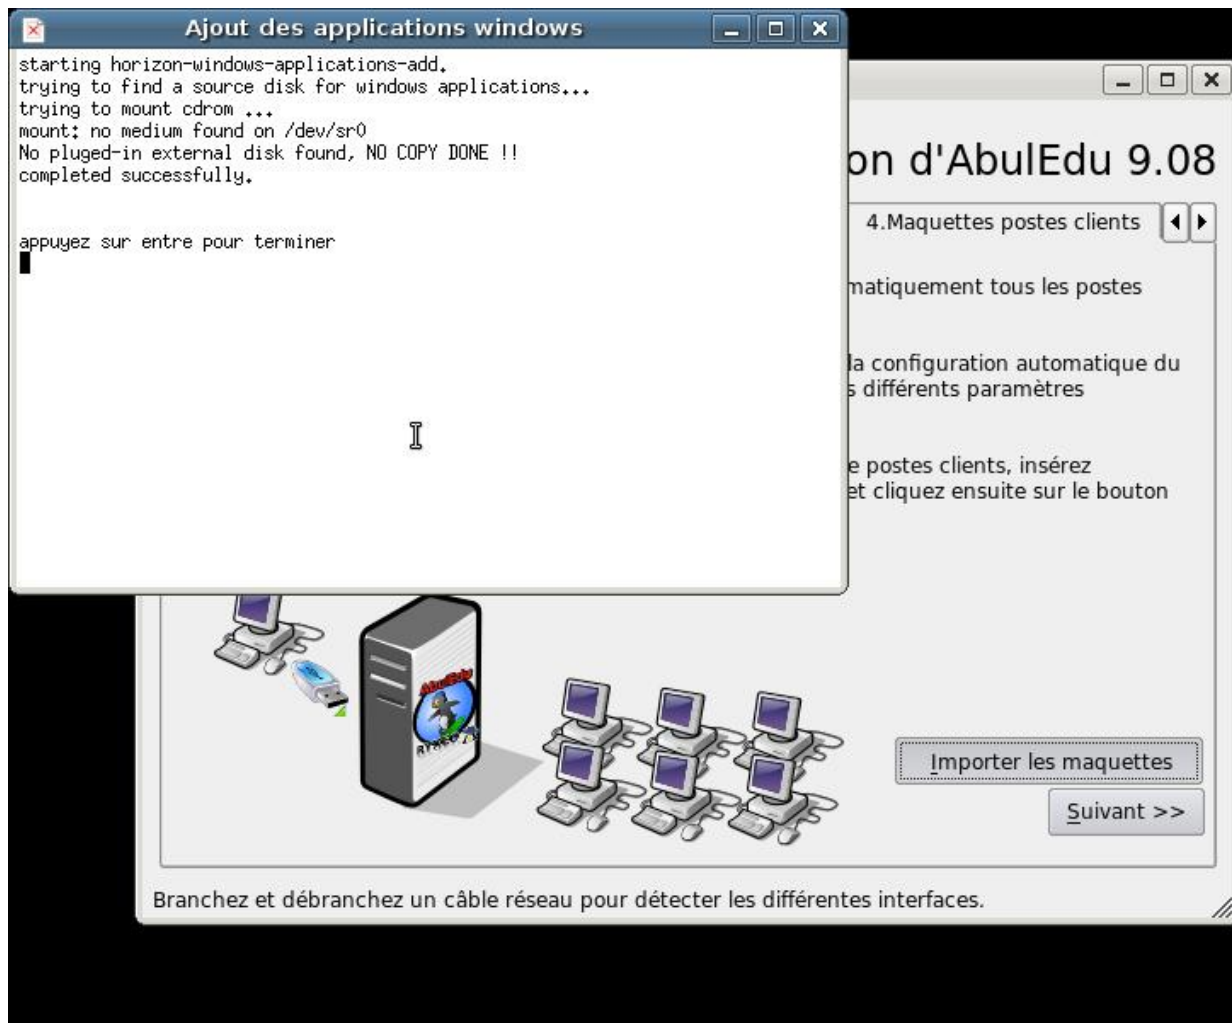 Ajout des applications windows
starting horizon-windows-applications-add.
trying to find a source disk for windows applications...
trying to mount cdrom ...
mount: no medium found on /dev/sr0
No pluged-in external disk found, NO COPY DONE !!
completed successfully.
appuyez sur entre pour terminer
on d'AbulEdu 9.08
4.Maquettes postes clients
matiquement tous les postes
la configuration automatique du
s différents paramètres
e postes clients, insérez
et cliquez ensuite sur le bouton
AbulEdu
Importer les maquettes
Suivant >>
Branchez et débranchez un câble réseau pour détecter les différentes interfaces.